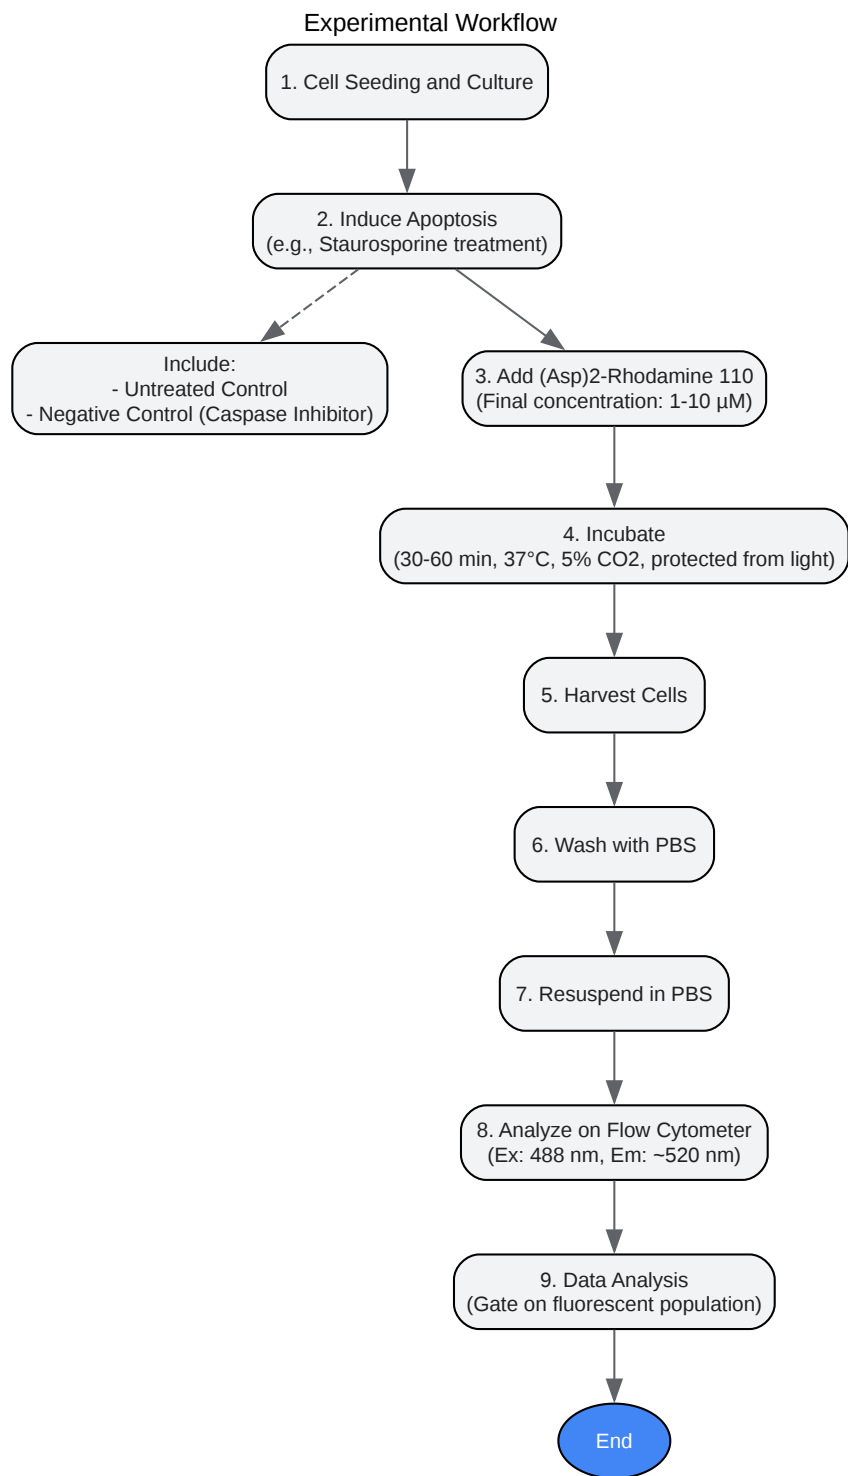 Experimental Workflow
1. Cell Seeding and Culture
2. Induce Apoptosis
(e.g., Staurosporine treatment)
Include:
- Untreated Control
- Negative Control (Caspase Inhibitor)
3. Add (Asp)2-Rhodamine 110
(Final concentration: 1-10 µM)
4. Incubate
(30-60 min, 37°C, 5% CO2, protected from light)
5. Harvest Cells
6. Wash with PBS
7. Resuspend in PBS
8. Analyze on Flow Cytometer
(Ex: 488 nm, Em: ~520 nm)
9. Data Analysis
(Gate on fluorescent population)
End